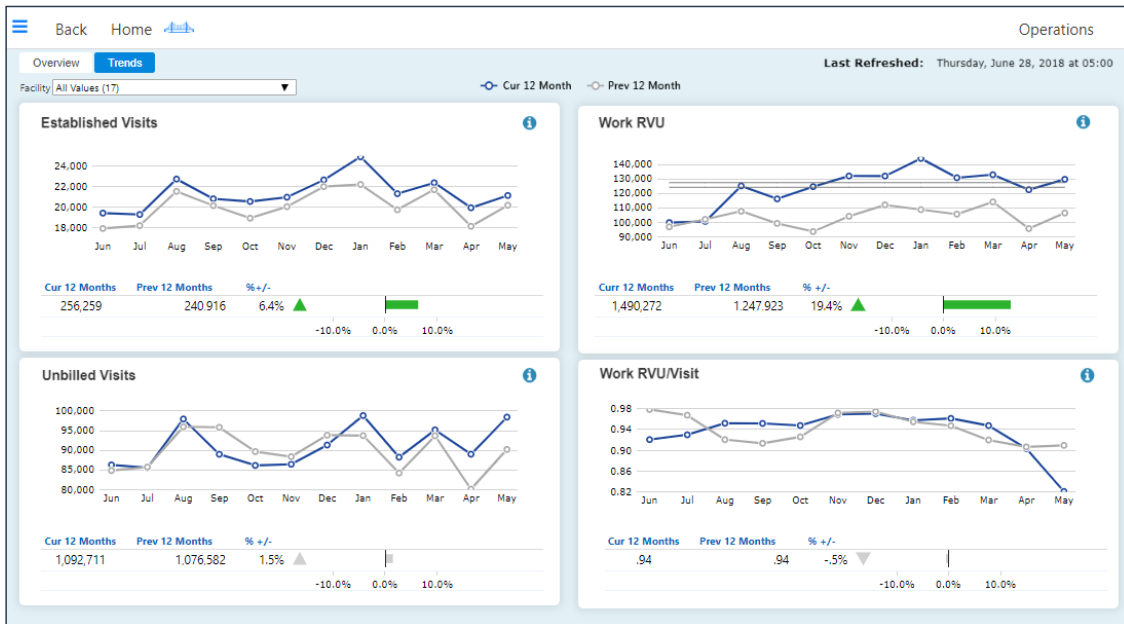 Back Home Operations
Overview Trends Last Refreshed: Thursday, June 28, 2018 at 05:00
Facility All Values (17) Cur 12 Month Prev 12 Month
Established Visits
24,000
22,000
20,000
18,000
Jun Jul Aug Sep Oct Nov Dec Jan Feb Mar Apr May
Cur 12 Months Prev 12 Months %+/-
256,259 240.916 6.4%
-10.0% 0.0% 10.0%
Work RVU
140,000
130,000
120,000
110,000
100,000
90,000
Jun Jul Aug Sep Oct Nov Dec Jan Feb Mar Apr May
Curr 12 Months Prev 12 Months % +/-
1,490,272 1.247.923 19.4%
-10.0% 0.0% 10.0%
Unbilled Visits
100,000
95,000
90,000
85,000
80,000
Jun Jul Aug Sep Oct Nov Dec Jan Feb Mar Apr May
Cur 12 Months Prev 12 Months % +/-
1,092,711 1.076,582 1.5%
-10.0% 0.0% 10.0%
Work RVU/Visit
0.98
0.94
0.90
0.86
0.82
Jun Jul Aug Sep Oct Nov Dec Jan Feb Mar Apr May
Cur 12 Months Prev 12 Months % +/-
.94 .94 -.5%
-10.0% 0.0% 10.0%